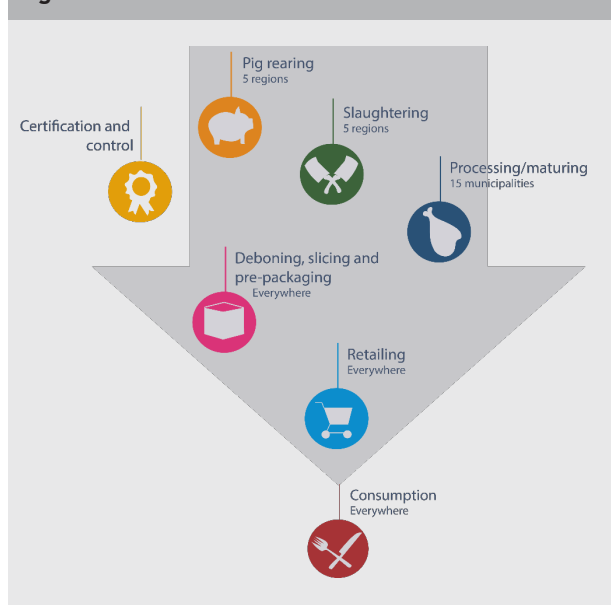 Pig rearing
5 regions
Certification and
control
Slaughtering
5 regions
Processing/maturing
15 municipalities
Deboning, slicing and
pre-packaging
Everywhere
Retailing
Everywhere
Consumption
Everywhere